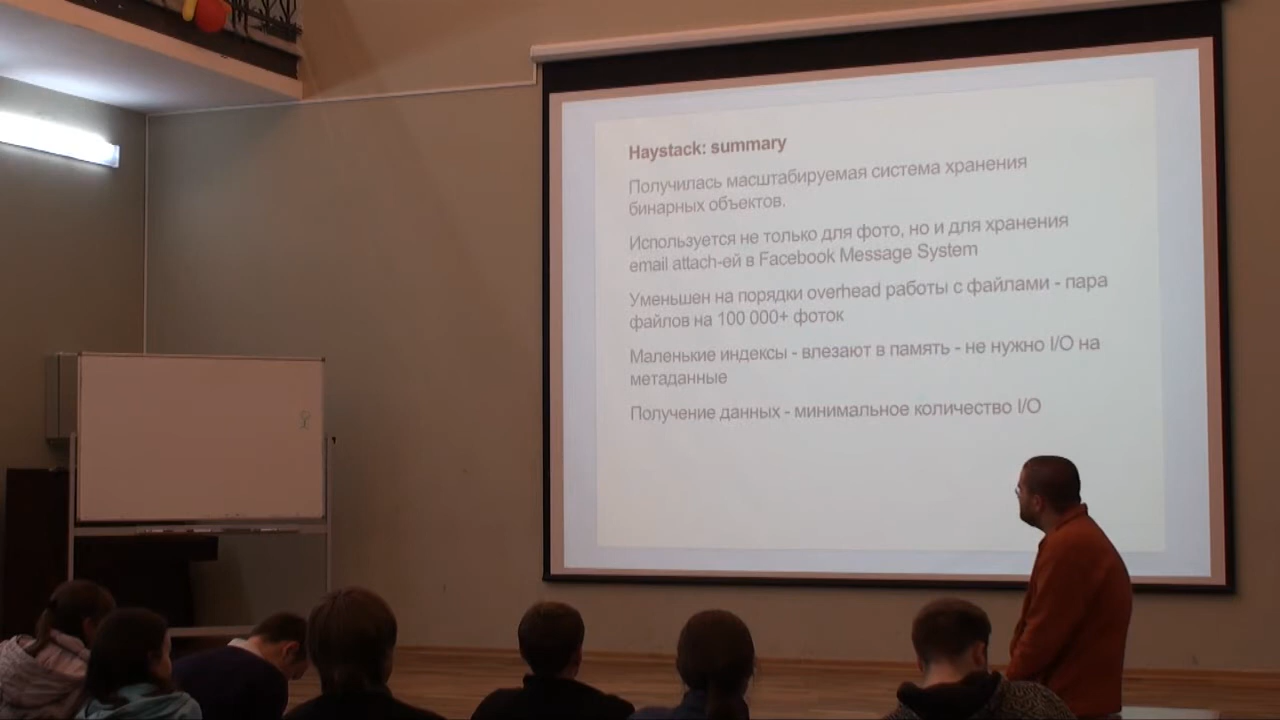 Haystack: summary
Получилась масштабируемая система хранения
бинарных объектов.
Используется не только для фото, но и для хранения
email attach-ей в Facebook Message System
Уменьшен на порядки overhead работы с файлами - пара
файлов на 100 000+ фоток
Маленькие индексы - влезают в память - не нужно I/O на
метаданные
Получение данных - минимальное количество I/O